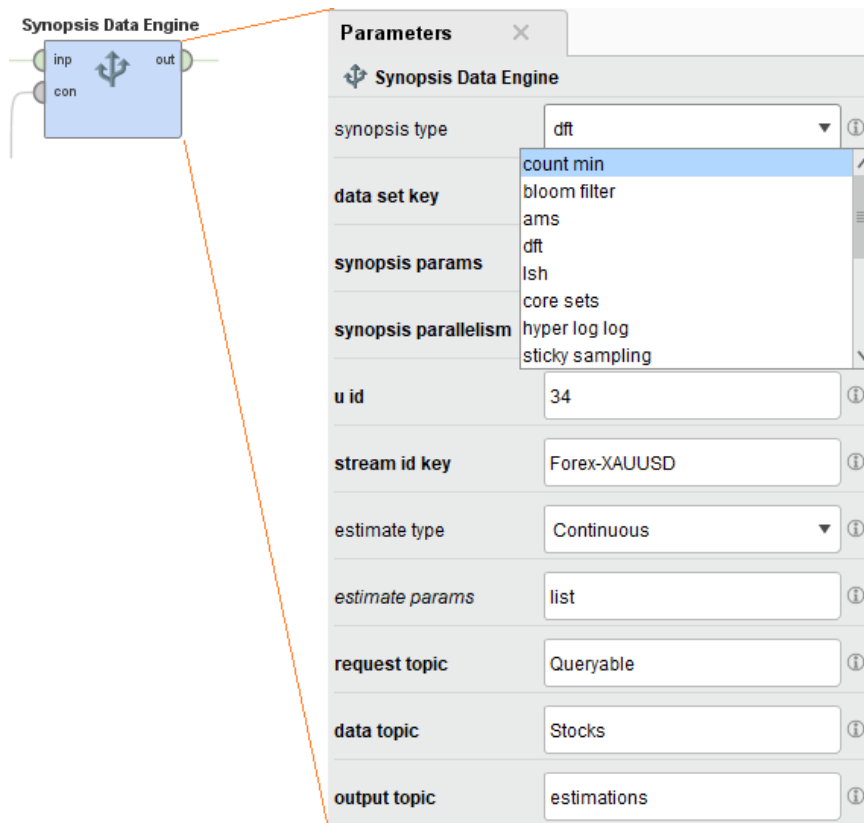 Synopsis Data Engine
inp out
con
Parameters
Synopsis Data Engine
synopsis type dft
count min
data set key
bloom filter
ams
dft
synopsis params
lsh
core sets
synopsis parallelism
hyper log log
sticky sampling
u id 34
stream id key Forex-XAUUSD
estimate type Continuous
estimate params list
request topic Queryable
data topic Stocks
output topic estimations